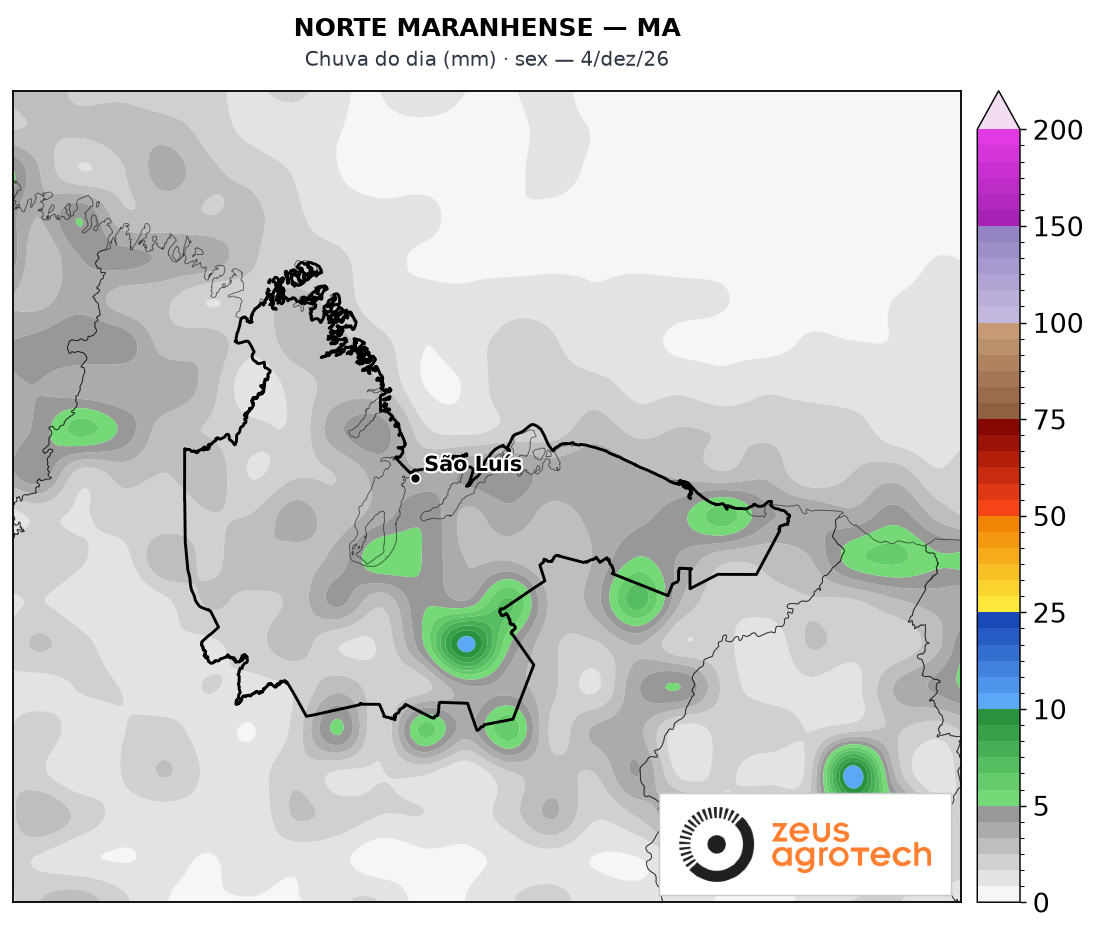 NORTE MARANHENSE — MA
Chuva do dia (mm) · sex — 4/dez/26
200
150
100
75
50
25
10
5
0
São Luís
zeus
agrotech